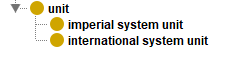 unit
imperial system unit
international system unit